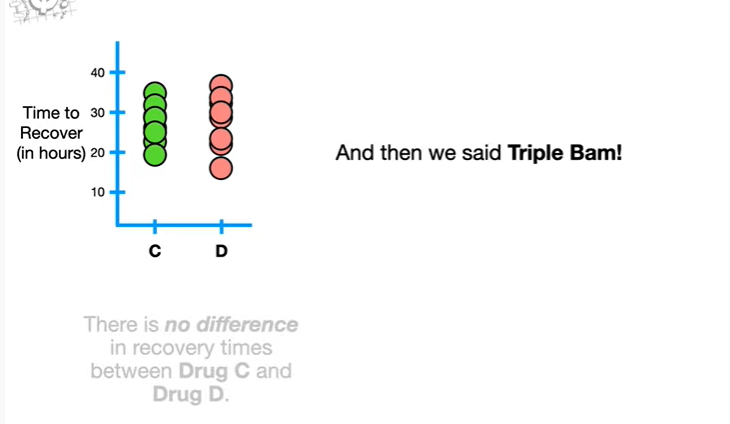 40
Time to 30
Recover
(in hours) 20
10
C D
And then we said Triple Bam!
There is no difference
in recovery times
between Drug C and
Drug D.